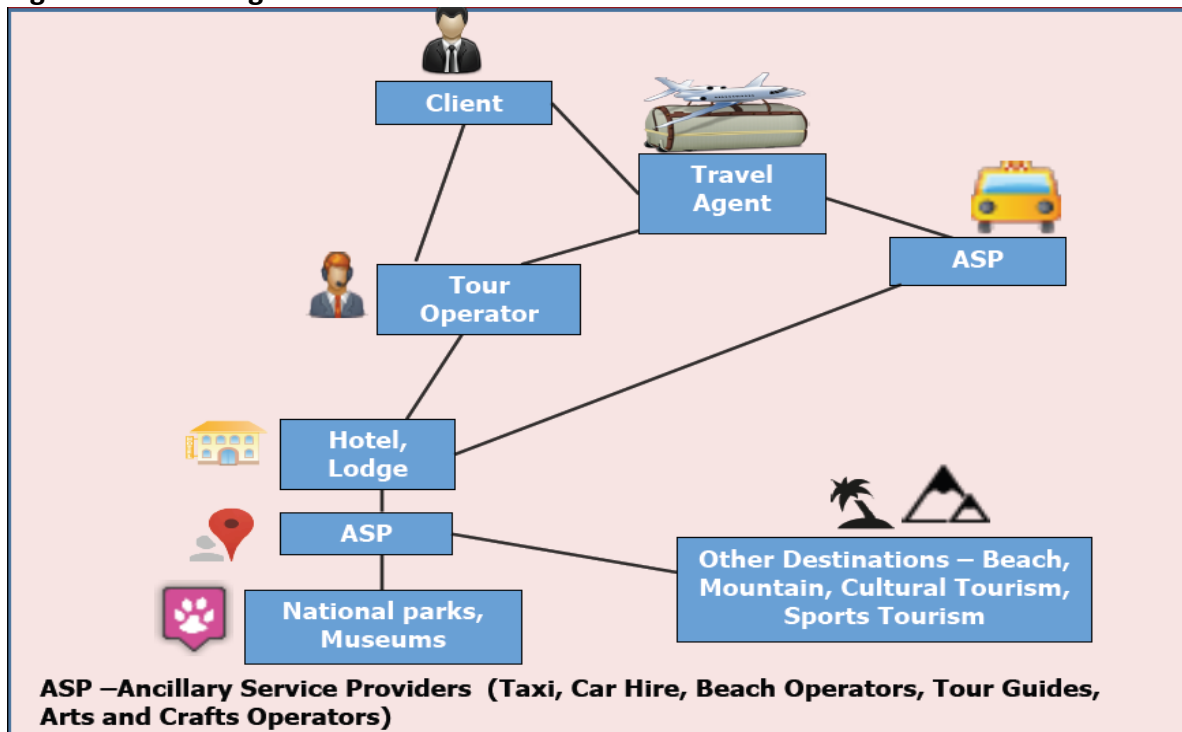 Client
Travel
Agent
ASP
Tour
Operator
Hotel,
Lodge
ASP
Other Destinations – Beach,
Mountain, Cultural Tourism,
Sports Tourism
National parks,
Museums
ASP –Ancillary Service Providers (Taxi, Car Hire, Beach Operators, Tour Guides,
Arts and Crafts Operators)